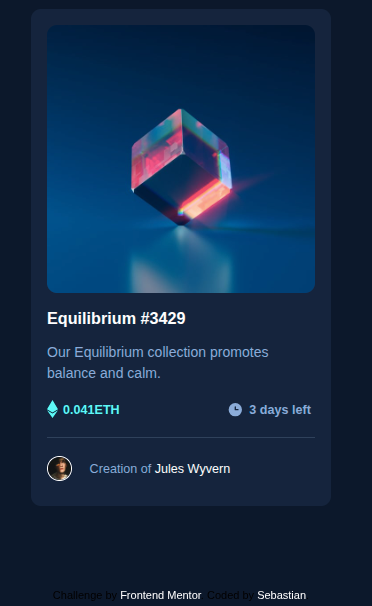 Equilibrium #3429
Our Equilibrium collection promotes
balance and calm.
0.041ETH 3 days left
Creation of Jules Wyvern
Challenge by Frontend Mentor. Coded by Sebastian